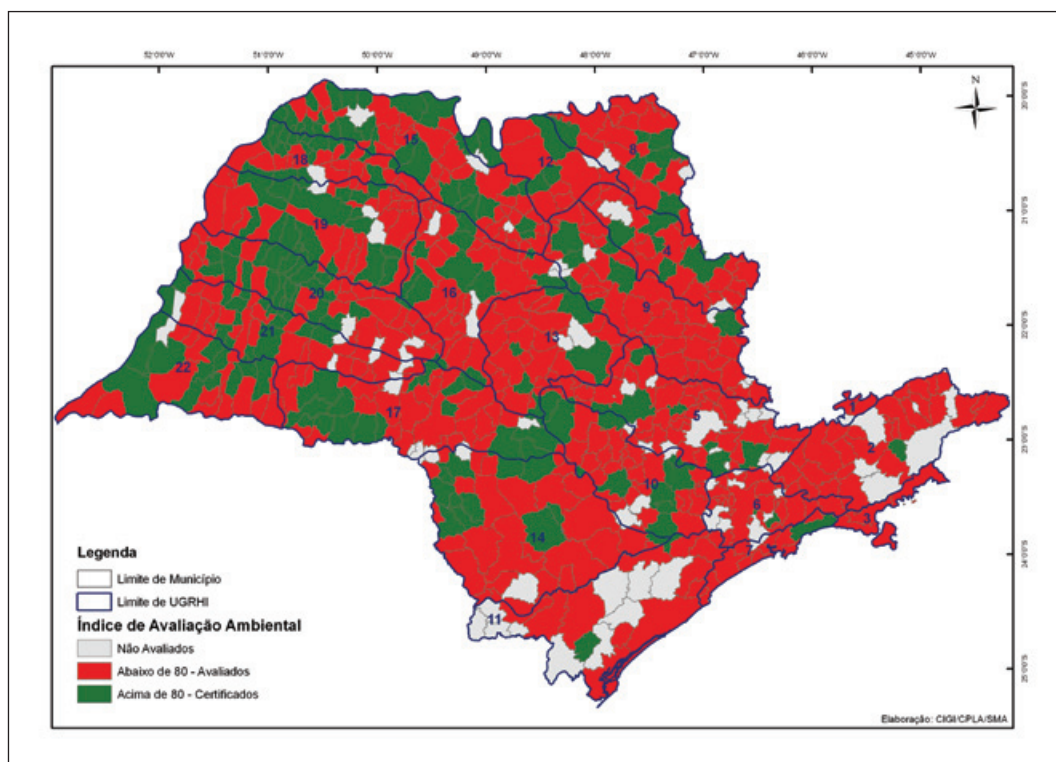 52°0'0"W 51°0'0"W 50°0'0"W 49°0'0"W 48°0'0"W 47°0'0"W 46°0'0"W 45°0'0"W
N
20°0'0"S
21°0'0"S
22°0'0"S
23°0'0"S
24°0'0"S
25°0'0"S
15
8
18
12
19
4
20
16
9
21
13
22
17
5
1
2
10
6
3
14
7
11
Legenda
Limite de Município
Limite de UGRHI
Índice de Avaliação Ambiental
Não Avaliados
Abaixo de 80 - Avaliados
Acima de 80 - Certificados
Elaboração: CIGI/CPLA/SMA